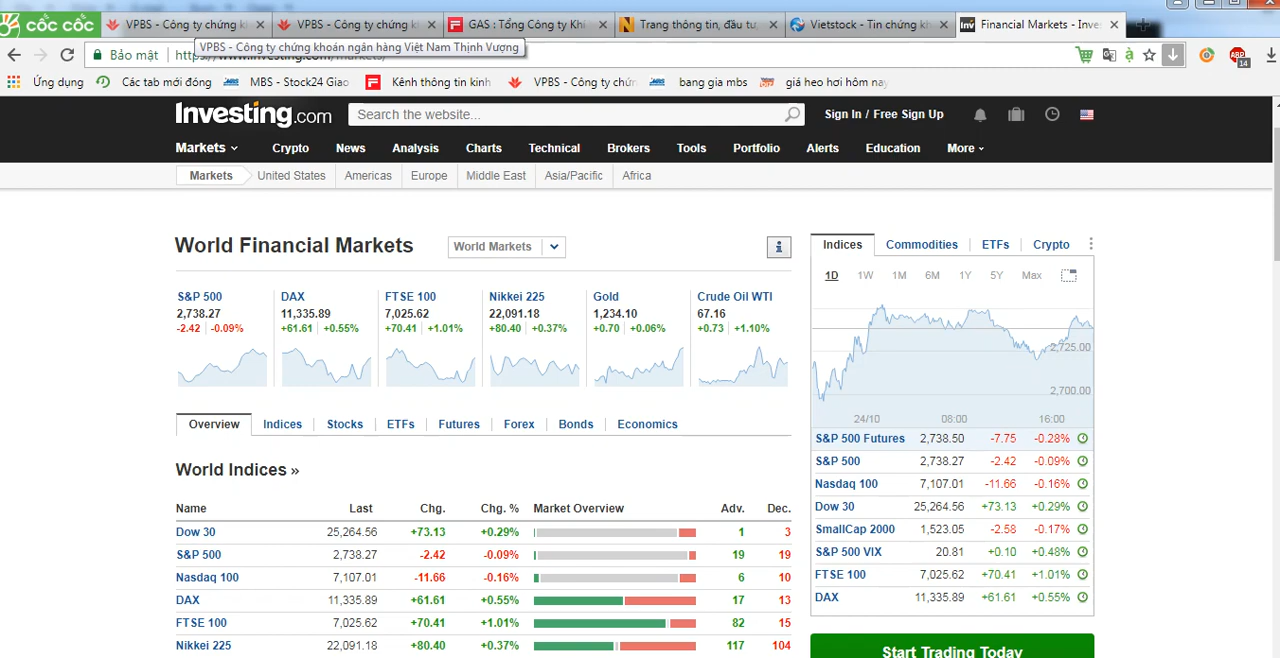 cốc cốc
VPBS - Công ty chứng k
VPBS - Công ty chứng k
GAS : Tổng Công ty Khí
Trang thông tin, đầu tư,
Vietstock - Tin chứng kh
Financial Markets - Inves
VPBS - Công ty chứng khoán ngân hàng Việt Nam Thịnh Vượng
Bảo mật
https://www.investing.com/markets/
14
Ứng dụng
Các tab mới đóng
MBS - Stock24 Giao
Kênh thông tin kinh
VPBS - Công ty chứn
bang gia mbs
giá heo hơi hôm nay
Investing.com
Search the website...
Sign In / Free Sign Up
Markets Crypto News Analysis Charts Technical Brokers Tools Portfolio Alerts Education More
Markets United States Americas Europe Middle East Asia/Pacific Africa
World Financial Markets
World Markets
S&P 500 DAX FTSE 100 Nikkei 225 Gold Crude Oil WTI
2,738.27 11,335.89 7,025.62 22,091.18 1,234.10 67.16
-2.42 -0.09% +61.61 +0.55% +70.41 +1.01% +80.40 +0.37% +0.70 +0.06% +0.73 +1.10%
Overview Indices Stocks ETFs Futures Forex Bonds Economics
World Indices »
Name Last Chg. Chg. % Market Overview Adv. Dec.
Dow 30 25,264.56 +73.13 +0.29% 1 3
S&P 500 2,738.27 -2.42 -0.09% 19 19
Nasdaq 100 7,107.01 -11.66 -0.16% 6 10
DAX 11,335.89 +61.61 +0.55% 17 13
FTSE 100 7,025.62 +70.41 +1.01% 82 15
Nikkei 225 22,091.18 +80.40 +0.37% 117 104
Indices Commodities ETFs Crypto
1D 1W 1M 6M 1Y 5Y Max
2,725.00
2,700.00
24/10 08:00 16:00
S&P 500 Futures 2,738.50 -7.75 -0.28%
S&P 500 2,738.27 -2.42 -0.09%
Nasdaq 100 7,107.01 -11.66 -0.16%
Dow 30 25,264.56 +73.13 +0.29%
SmallCap 2000 1,523.05 -2.58 -0.17%
S&P 500 VIX 20.81 +0.10 +0.48%
FTSE 100 7,025.62 +70.41 +1.01%
DAX 11,335.89 +61.61 +0.55%
Start Trading Today